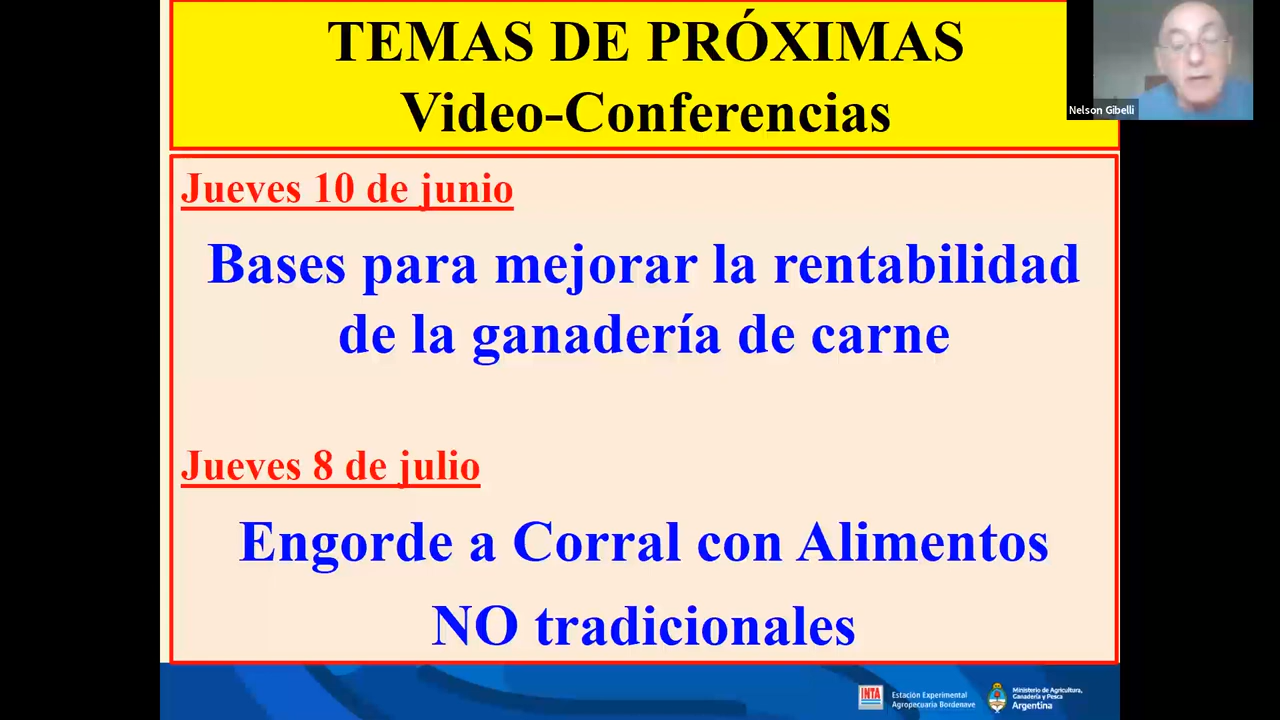 TEMAS DE PRÓXIMAS
Video-Conferencias
Nelson Gibelli
Jueves 10 de junio
Bases para mejorar la rentabilidad
de la ganadería de carne
Jueves 8 de julio
Engorde a Corral con Alimentos
NO tradicionales
INTA
Estación Experimental
Agropecuaria Bordenave
Ministerio de Agricultura,
Ganadería y Pesca
Argentina